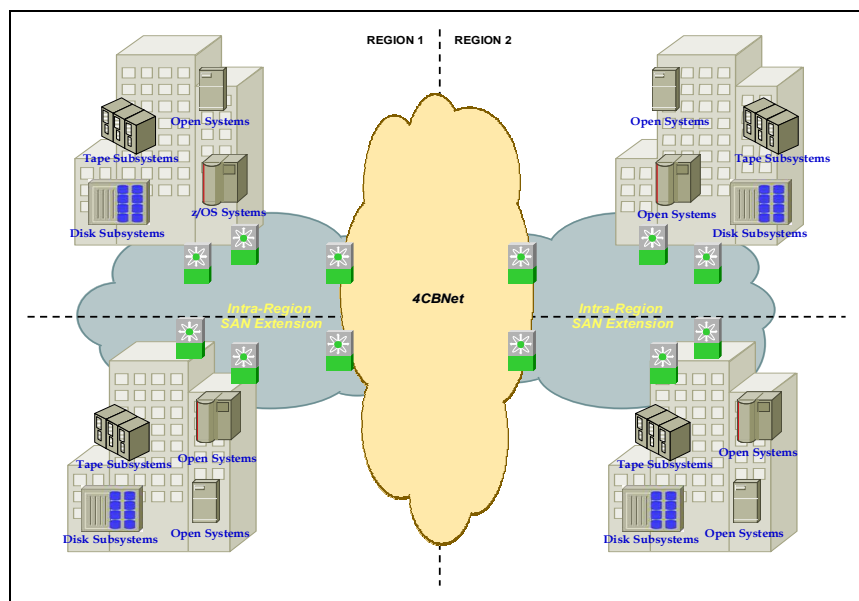 REGION 1
REGION 2
Open Systems
Tape Subsystems
z/OS Systems
Disk Subsystems
Open Systems
Tape Subsystems
Open Systems
Disk Subsystems
Intra-Region
SAN Extension
4CBNet
Intra-Region
SAN Extension
Tape Subsystems
Open Systems
Disk Subsystems
Open Systems
Tape Subsystems
Open Systems
Disk Subsystems
Open Systems